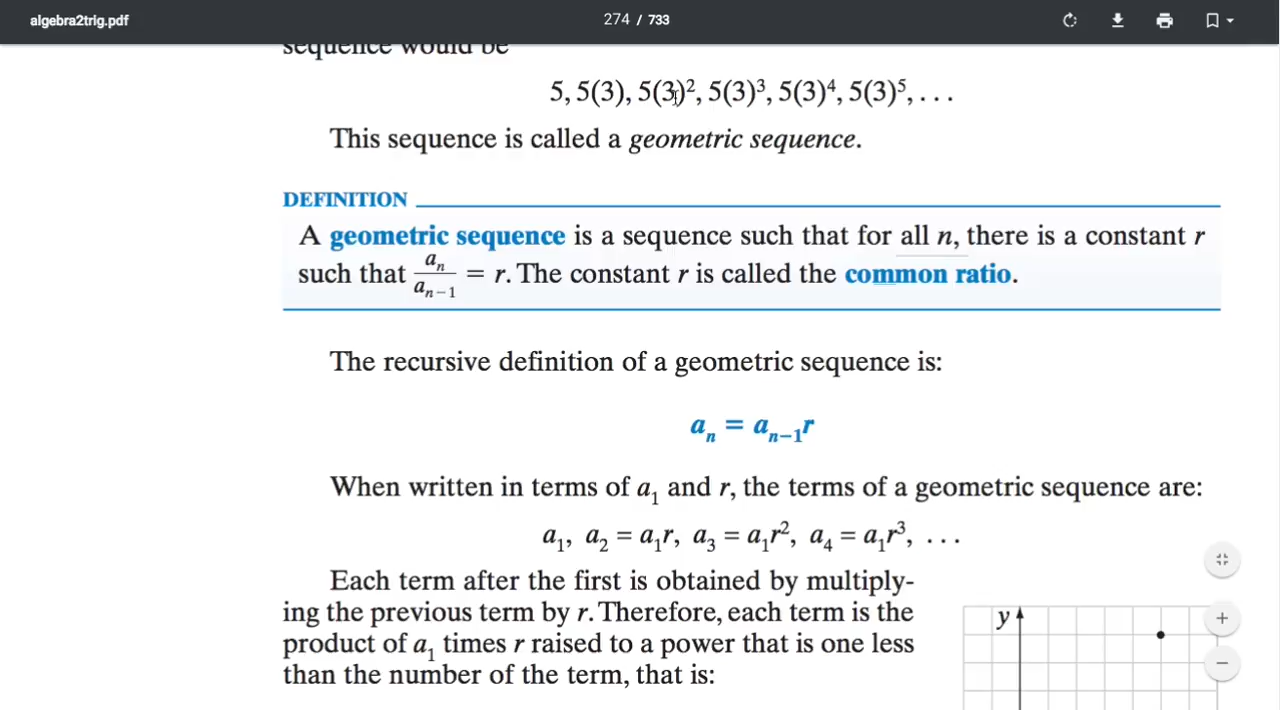 algebra2trig.pdf
274 / 733
sequence would be
5, 5(3), 5(3)², 5(3)³, 5(3)⁴, 5(3)⁵, . . .
This sequence is called a geometric sequence.
DEFINITION
A geometric sequence is a sequence such that for all n, there is a constant r
such that aₙ/aₙ₋₁ = r. The constant r is called the common ratio.
The recursive definition of a geometric sequence is:
aₙ = aₙ₋₁r
When written in terms of a₁ and r, the terms of a geometric sequence are:
a₁, a₂ = a₁r, a₃ = a₁r², a₄ = a₁r³, . . .
Each term after the first is obtained by multiply-
ing the previous term by r. Therefore, each term is the
product of a₁ times r raised to a power that is one less
than the number of the term, that is:
y